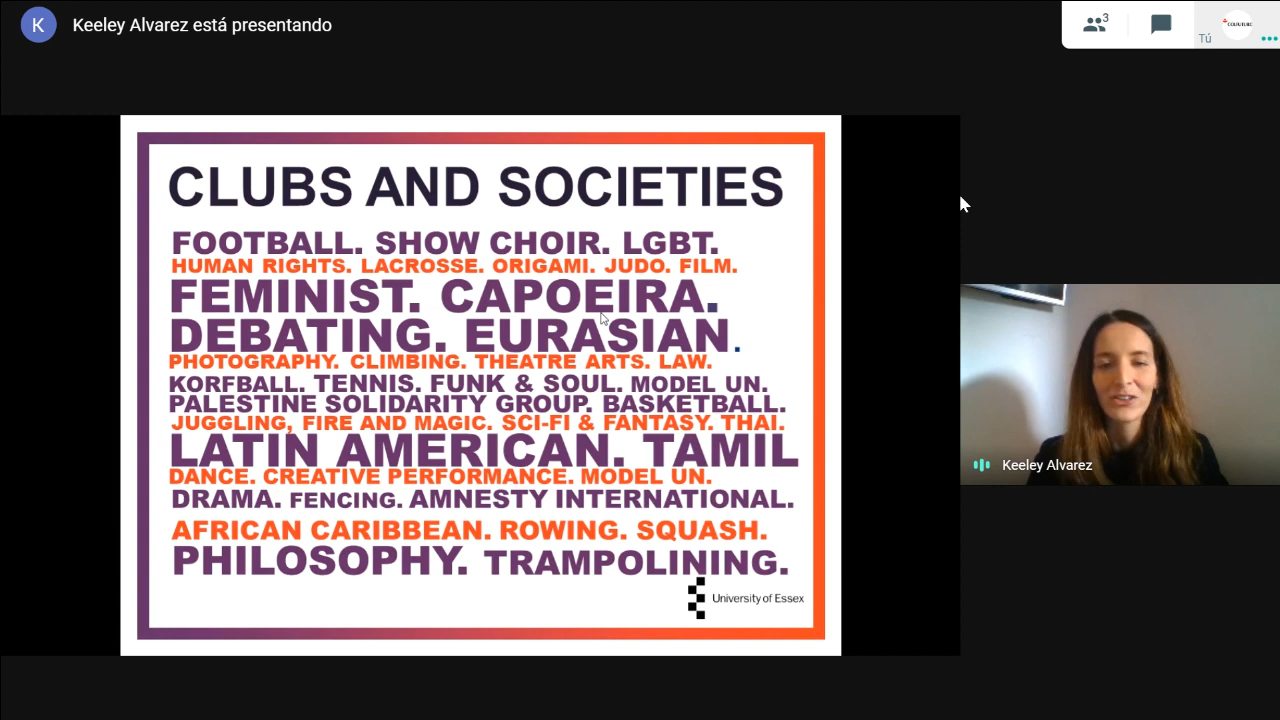 K
Keeley Alvarez está presentando
3
Tú
CLUBS AND SOCIETIES
FOOTBALL. SHOW CHOIR. LGBT.
HUMAN RIGHTS. LACROSSE. ORIGAMI. JUDO. FILM.
FEMINIST. CAPOEIRA.
DEBATING. EURASIAN.
PHOTOGRAPHY. CLIMBING. THEATRE ARTS. LAW.
KORFBALL. TENNIS. FUNK & SOUL. MODEL UN.
PALESTINE SOLIDARITY GROUP. BASKETBALL.
JUGGLING, FIRE AND MAGIC. SCI-FI & FANTASY. THAI.
LATIN AMERICAN. TAMIL
DANCE. CREATIVE PERFORMANCE. MODEL UN.
DRAMA. FENCING. AMNESTY INTERNATIONAL.
AFRICAN CARIBBEAN. ROWING. SQUASH.
PHILOSOPHY. TRAMPOLINING.
University of Essex
Keeley Alvarez